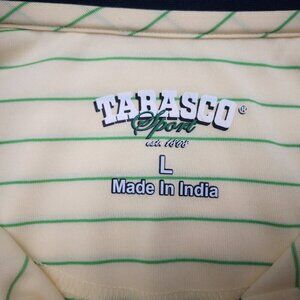 TABASCO®
Sport
est. 1868
L
Made In India